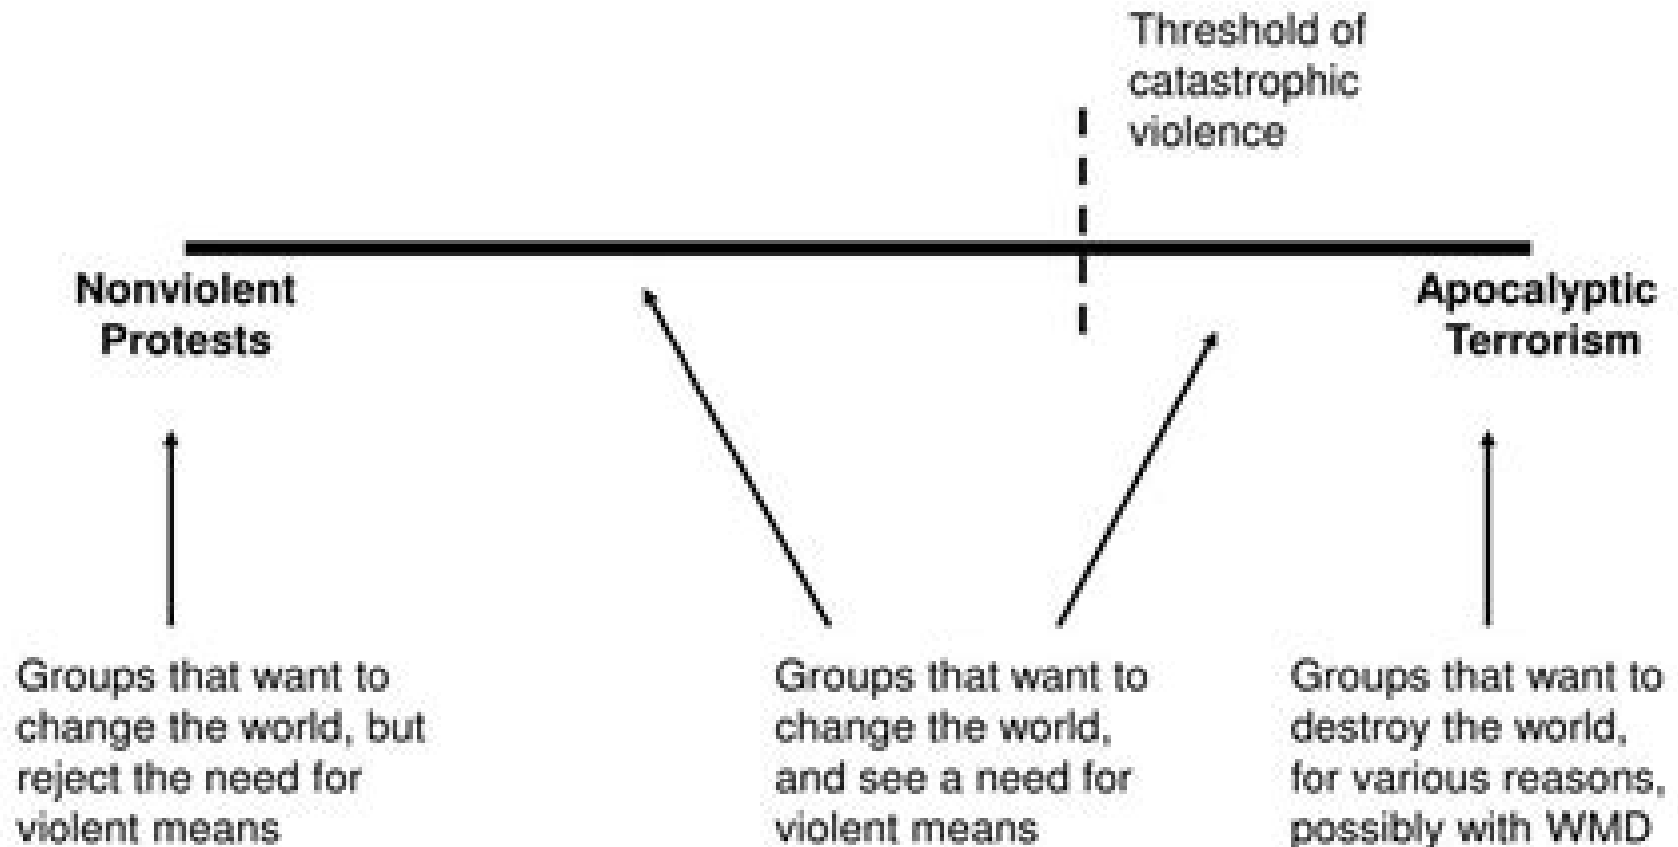 Threshold of
catastrophic
violence
Nonviolent
Protests
Apocalyptic
Terrorism
Groups that want to
change the world, but
reject the need for
violent means
Groups that want to
change the world,
and see a need for
violent means
Groups that want to
destroy the world,
for various reasons,
possibly with WMD